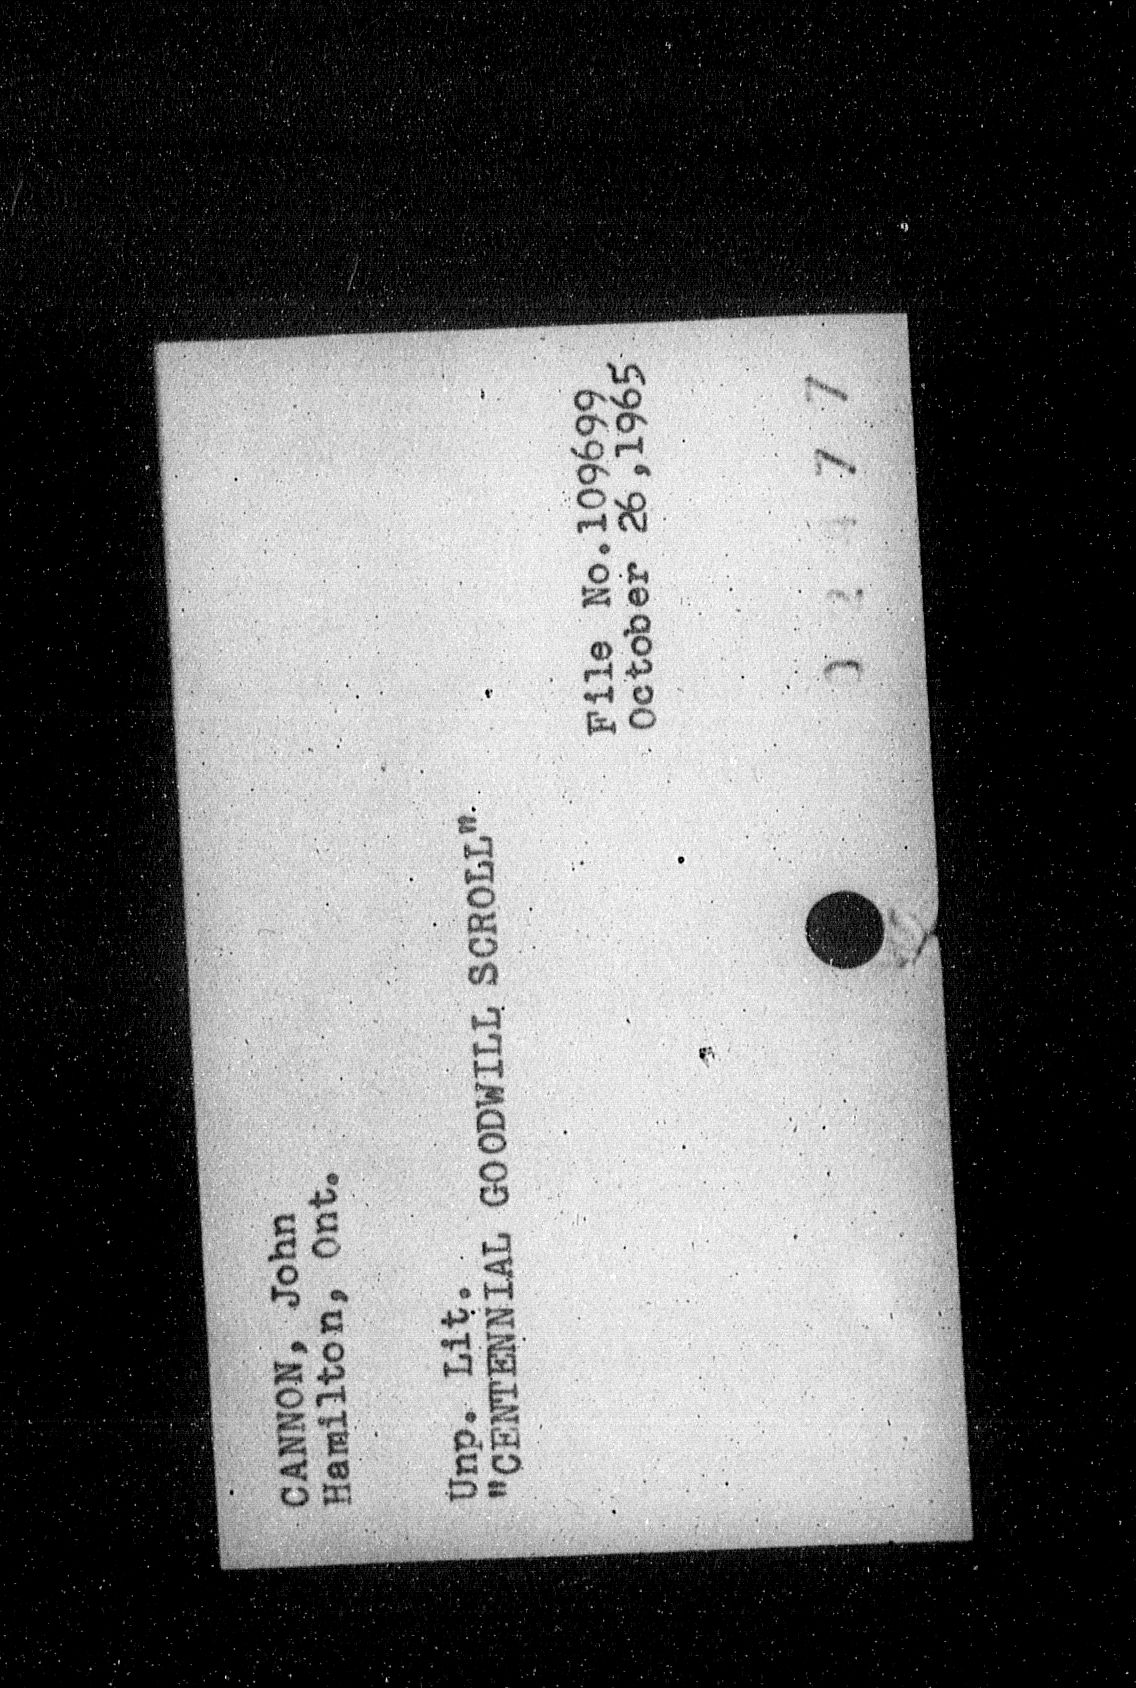 CANNON, John
Hamilton, Ont.
Unp. Lit.
"CENTENNIAL GOODWILL SCROLL".
File No.109699
October 26,1965